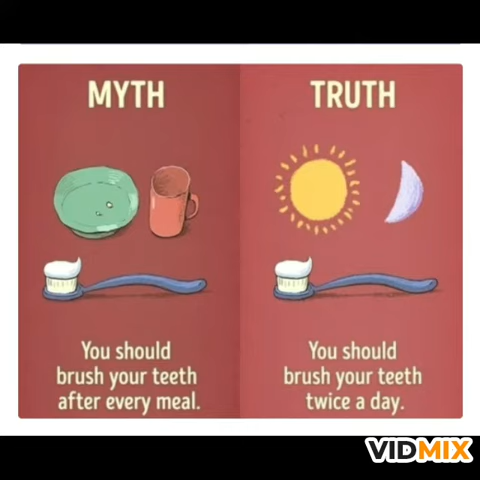 MYTH
You should
brush your teeth
after every meal.
TRUTH
You should
brush your teeth
twice a day.
VIDMIX